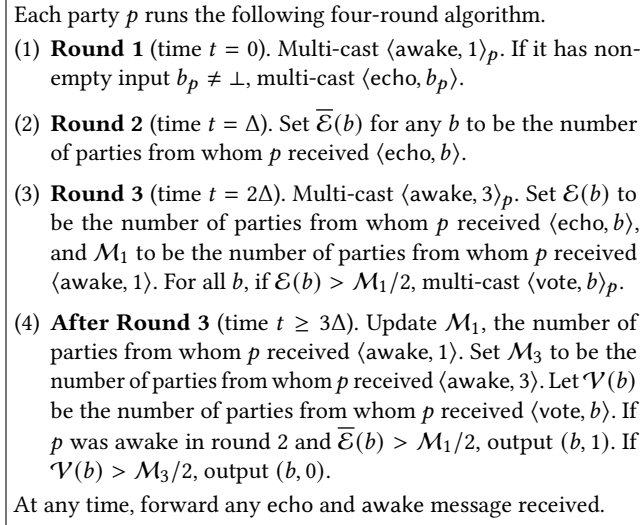 Each party p runs the following four-round algorithm.
(1) Round 1 (time t = 0). Multi-cast ⟨awake, 1⟩ₚ. If it has non-
empty input bₚ ≠ ⊥, multi-cast ⟨echo, bₚ⟩.
(2) Round 2 (time t = Δ). Set ℰ̅(b) for any b to be the number
of parties from whom p received ⟨echo, b⟩.
(3) Round 3 (time t = 2Δ). Multi-cast ⟨awake, 3⟩ₚ. Set ℰ(b) to
be the number of parties from whom p received ⟨echo, b⟩,
and ℳ₁ to be the number of parties from whom p received
⟨awake, 1⟩. For all b, if ℰ(b) > ℳ₁/2, multi-cast ⟨vote, b⟩ₚ.
(4) After Round 3 (time t ≥ 3Δ). Update ℳ₁, the number of
parties from whom p received ⟨awake, 1⟩. Set ℳ₃ to be the
number of parties from whom p received ⟨awake, 3⟩. Let 𝒱(b)
be the number of parties from whom p received ⟨vote, b⟩. If
p was awake in round 2 and ℰ̅(b) > ℳ₁/2, output (b, 1). If
𝒱(b) > ℳ₃/2, output (b, 0).
At any time, forward any echo and awake message received.